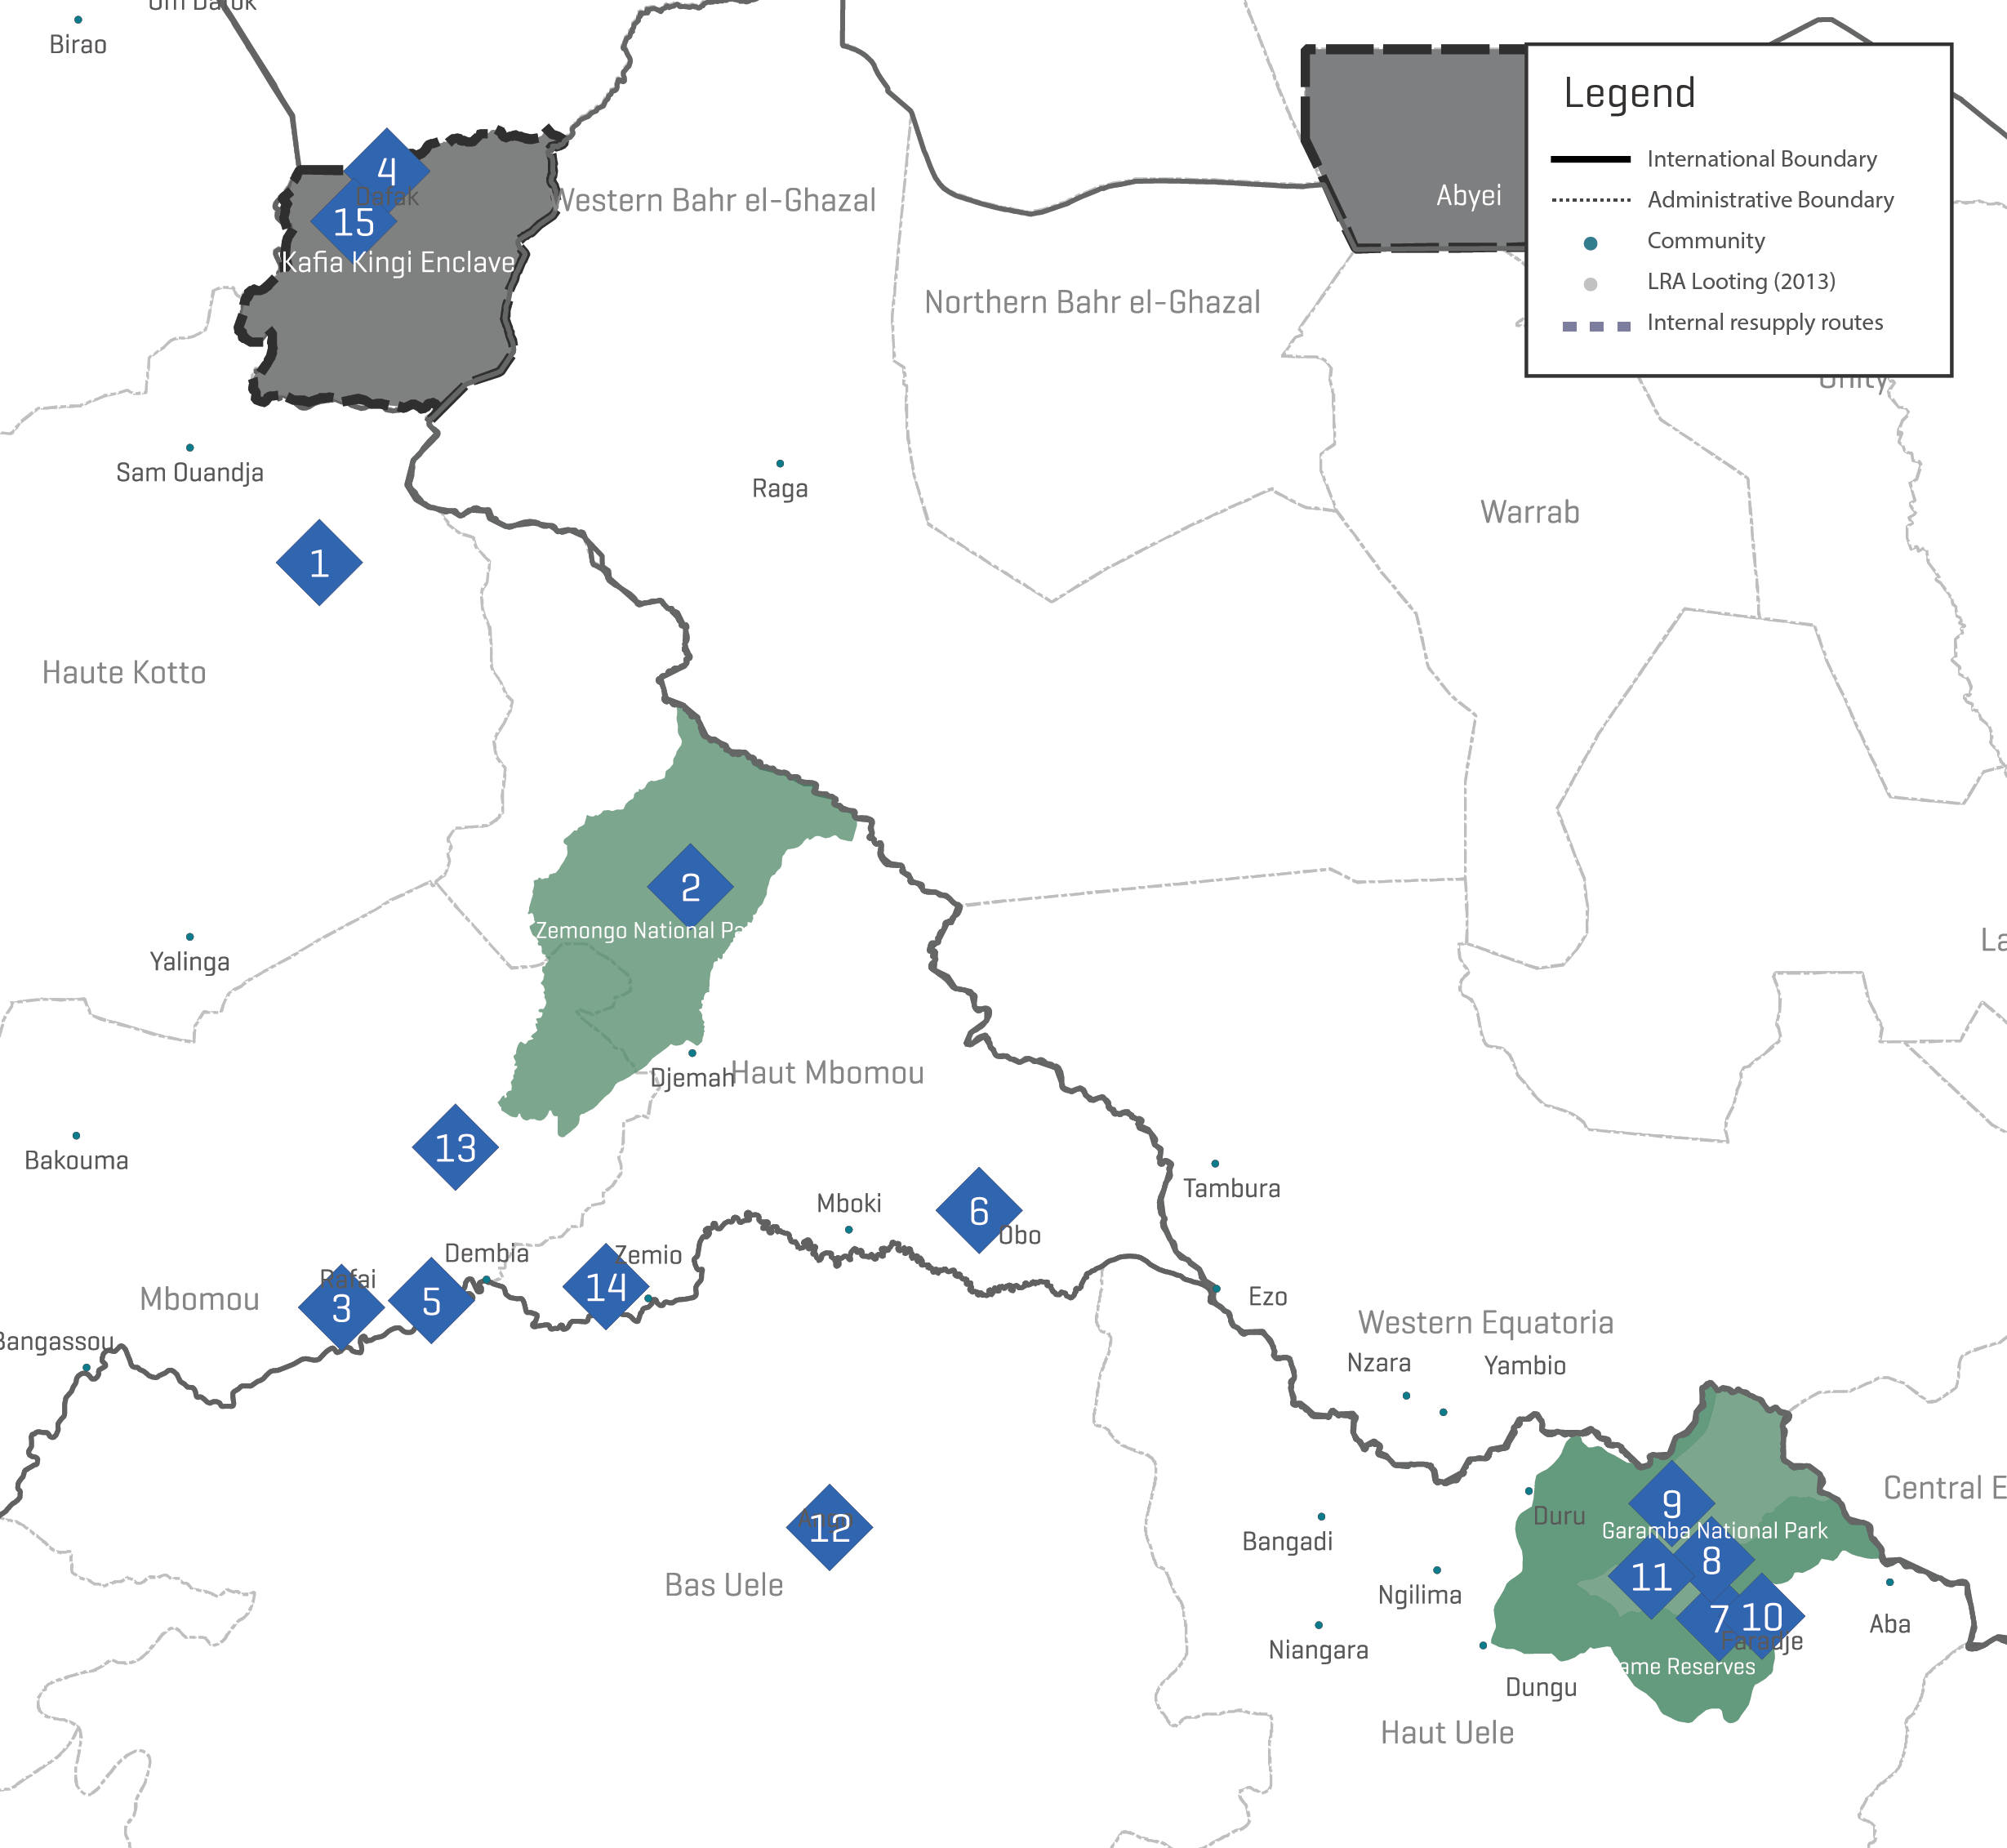 Birao
Legend
International Boundary
Administrative Boundary
Community
LRA Looting (2013)
Internal resupply routes
4
Dafak
15
Kafia Kingi Enclave
Western Bahr el-Ghazal
Abyei
Northern Bahr el-Ghazal
Unity
Sam Ouandja
Raga
Warrab
1
Haute Kotto
2
Zemongo National Pa
Yalinga
Djemah
Haut Mbomou
Bakouma
13
Tambura
Mboki
6
Obo
Dembia
Zemio
Rafai
Mbomou
3
5
14
Ezo
Bangassou
Western Equatoria
Nzara
Yambio
Central E
9
Duru
Garamba National Park
12
Bangadi
8
11
Bas Uele
Ngilima
7
10
Faradje
Aba
Niangara
ame Reserves
Dungu
Haut Uele